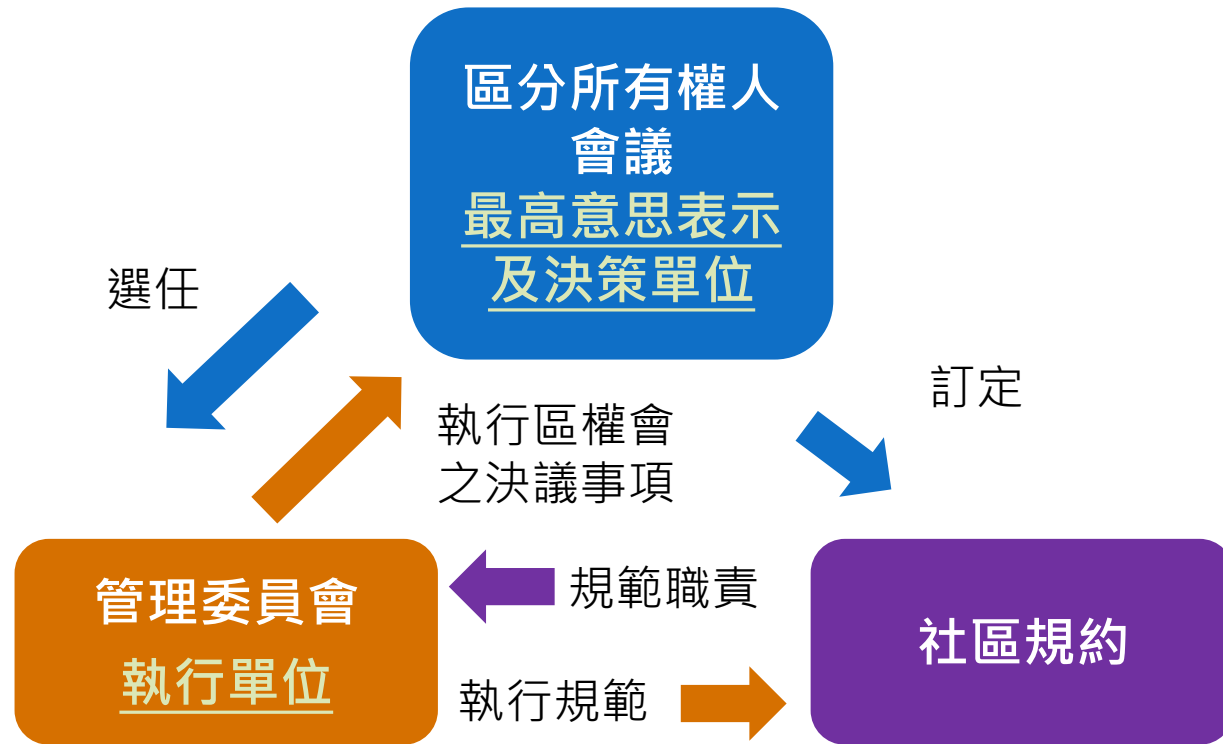 區分所有權人
會議
最高意思表示
及決策單位
選任
訂定
執行區權會
之決議事項
管理委員會
執行單位
規範職責
執行規範
社區規約